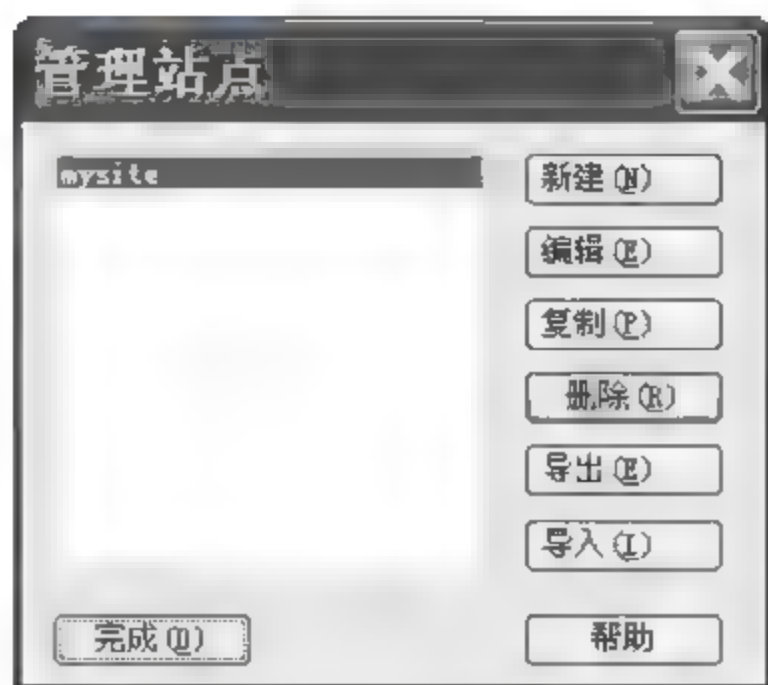 管理站点
mysite
新建(N)
编辑(E)
复制(P)
删除(R)
导出(E)
导入(I)
完成(D)
帮助